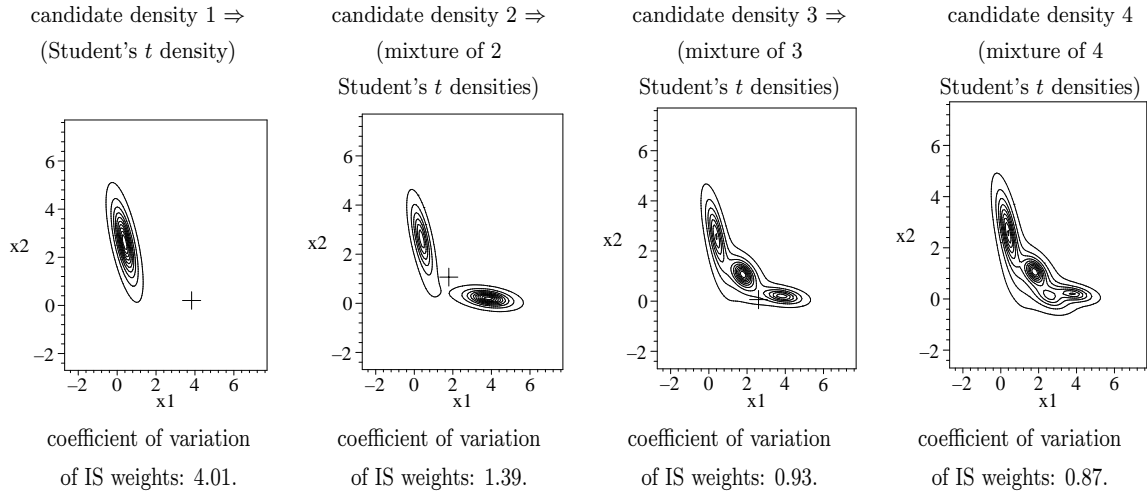 candidate density 1 ⇒
(Student's t density)
candidate density 2 ⇒
(mixture of 2
Student's t densities)
candidate density 3 ⇒
(mixture of 3
Student's t densities)
candidate density 4
(mixture of 4
Student's t densities)
6
4
x2
2
0
−2
−2 0 2 4 6
x1
6
4
x2
2
0
−2
−2 0 2 4 6
x1
6
4
x2
2
0
−2
−2 0 2 4 6
x1
6
4
x2
2
0
−2
−2 0 2 4 6
x1
coefficient of variation
of IS weights: 4.01.
coefficient of variation
of IS weights: 1.39.
coefficient of variation
of IS weights: 0.93.
coefficient of variation
of IS weights: 0.87.